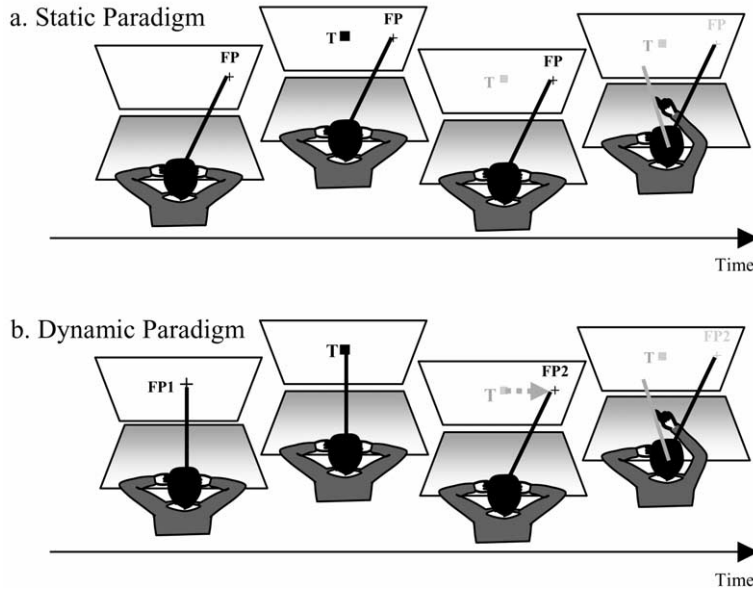 a. Static Paradigm
FP
T
FP
T
FP
T
FP
Time
b. Dynamic Paradigm
FP1
T
T
FP2
T
FP2
Time